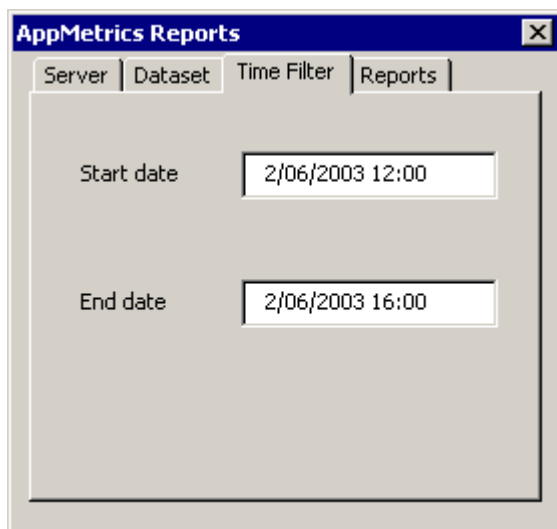 AppMetrics Reports
Server Dataset Time Filter Reports
Start date 2/06/2003 12:00
End date 2/06/2003 16:00